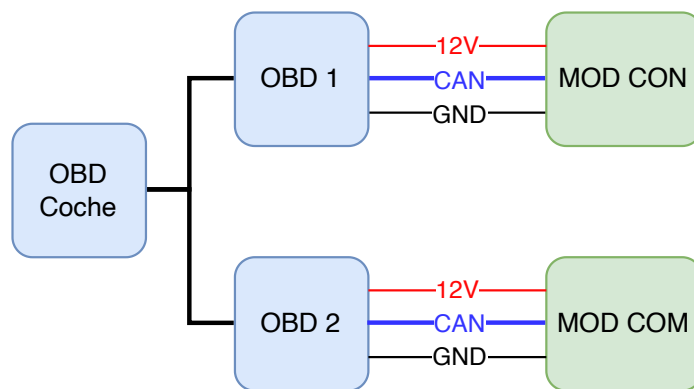 OBD 1
12V
CAN
GND
MOD CON
OBD
Coche
OBD 2
12V
CAN
GND
MOD COM